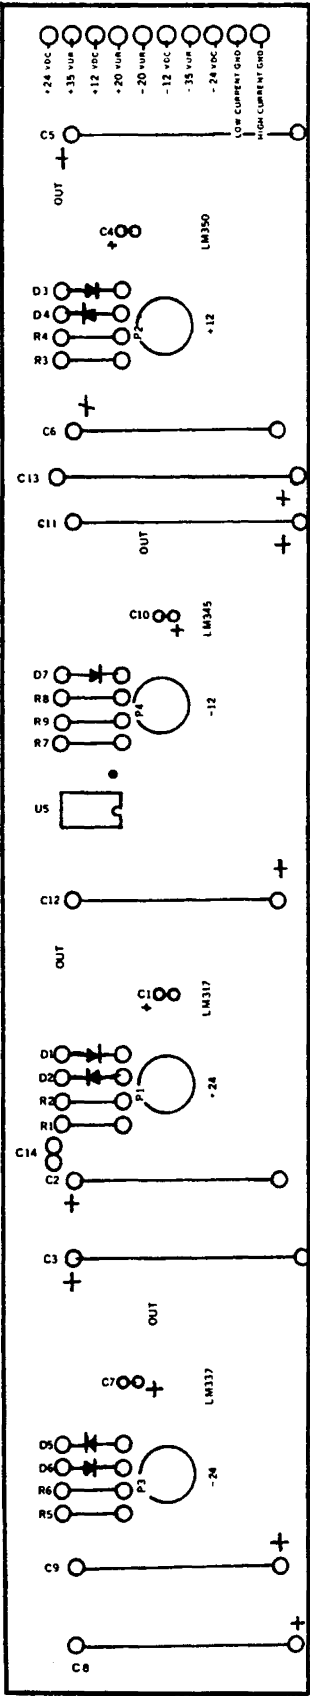 +24 VDC
+35 VUR
+12 VDC
+20 VUR
-20 VUR
-12 VDC
-35 VUR
-24 VDC
LOW CURRENT GND
HIGH CURRENT GND
C5
+
OUT
C4
+
LM350
D3
D4
R4
R3
P2
+12
+
C6
C13
+
C11
+
OUT
C10
+
LM345
D7
R8
R9
R7
P4
-12
U5
+
C12
OUT
C1
+
LM317
D1
D2
R2
R1
P1
+24
C14
C2
+
C3
+
OUT
C7
+
LM337
D5
D6
R6
R5
P3
-24
+
C9
+
C8